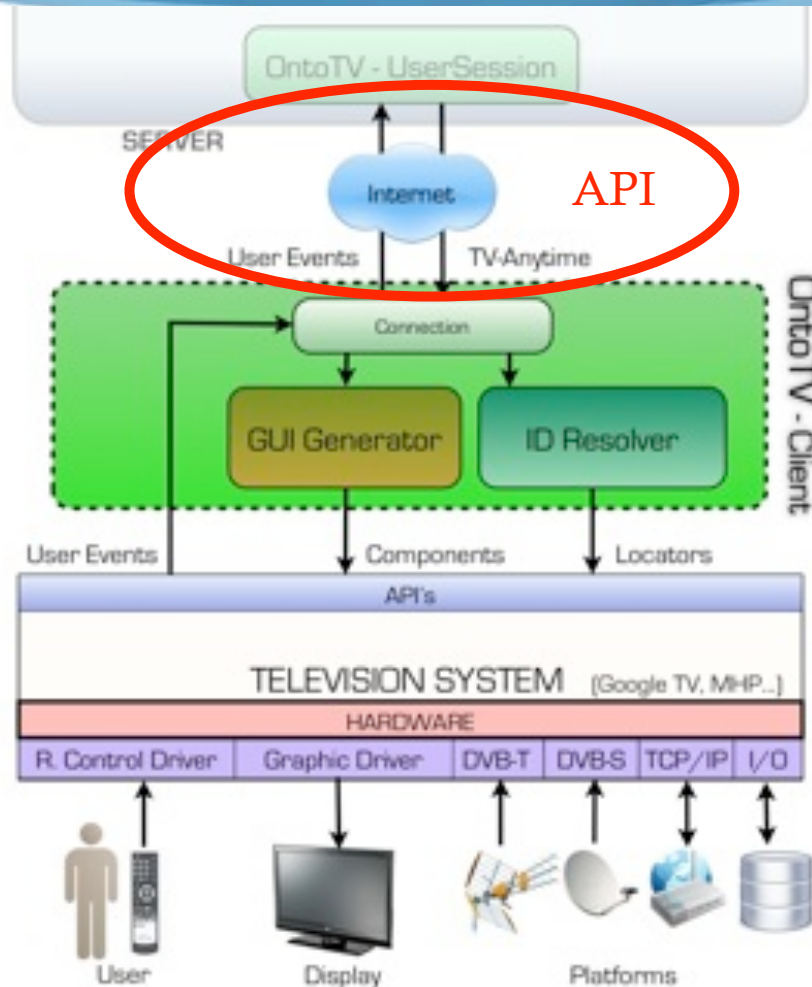 OntoTV - UserSession
SERVER
Internet
API
User Events
TV-Anytime
Connection
OntoTV - Client
GUI Generator
ID Resolver
User Events
Components
Locators
API's
TELEVISION SYSTEM (Google TV, MHP...)
HARDWARE
R. Control Driver
Graphic Driver
DVB-T
DVB-S
TCP/IP
I/O
User
Display
Platforms